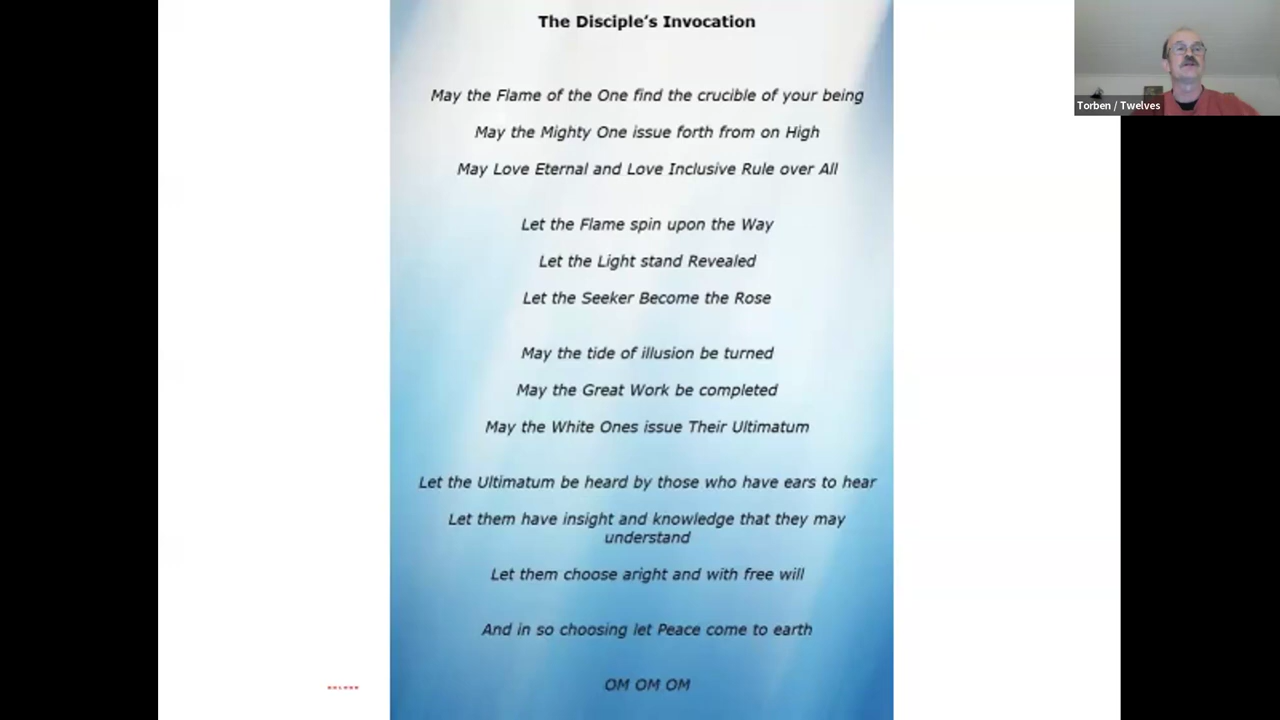 The Disciple's Invocation
May the Flame of the One find the crucible of your being
May the Mighty One issue forth from on High
May Love Eternal and Love Inclusive Rule over All
Let the Flame spin upon the Way
Let the Light stand Revealed
Let the Seeker Become the Rose
May the tide of illusion be turned
May the Great Work be completed
May the White Ones issue Their Ultimatum
Let the Ultimatum be heard by those who have ears to hear
Let them have insight and knowledge that they may
understand
Let them choose aright and with free will
And in so choosing let Peace come to earth
OM OM OM
Torben / Twelves